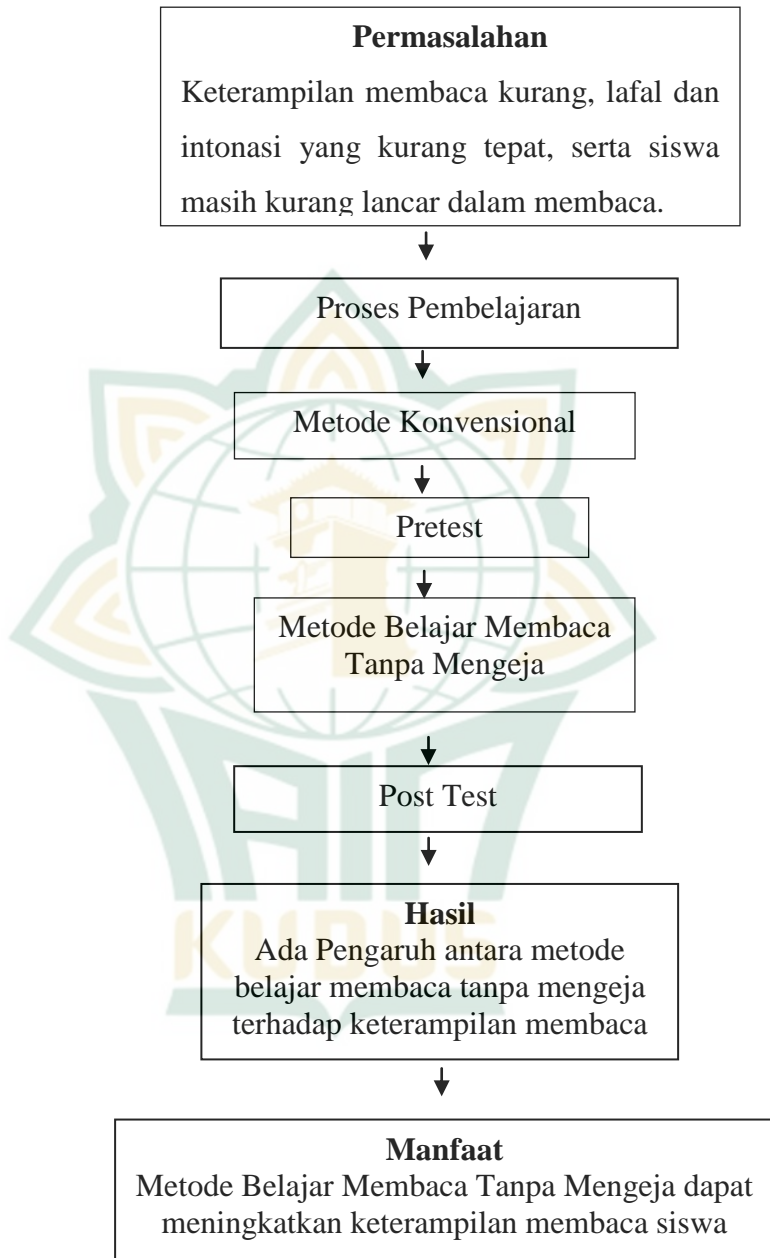 Permasalahan
Keterampilan membaca kurang, lafal dan
intonasi yang kurang tepat, serta siswa
masih kurang lancar dalam membaca.
Proses Pembelajaran
Metode Konvensional
Pretest
Metode Belajar Membaca
Tanpa Mengeja
Post Test
Hasil
Ada Pengaruh antara metode
belajar membaca tanpa mengeja
terhadap keterampilan membaca
Manfaat
Metode Belajar Membaca Tanpa Mengeja dapat
meningkatkan keterampilan membaca siswa
IAIN
KUDUS